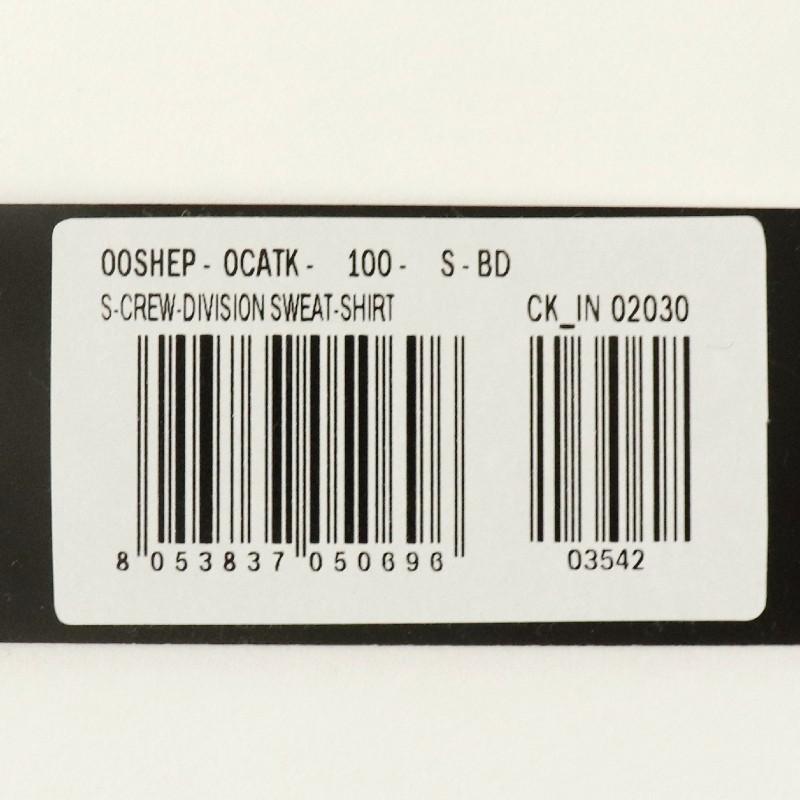 00SHEP - 0CATK - 100 - S - BD
S-CREW-DIVISION SWEAT-SHIRT
CK_IN 02030
8 053837 050696
03542